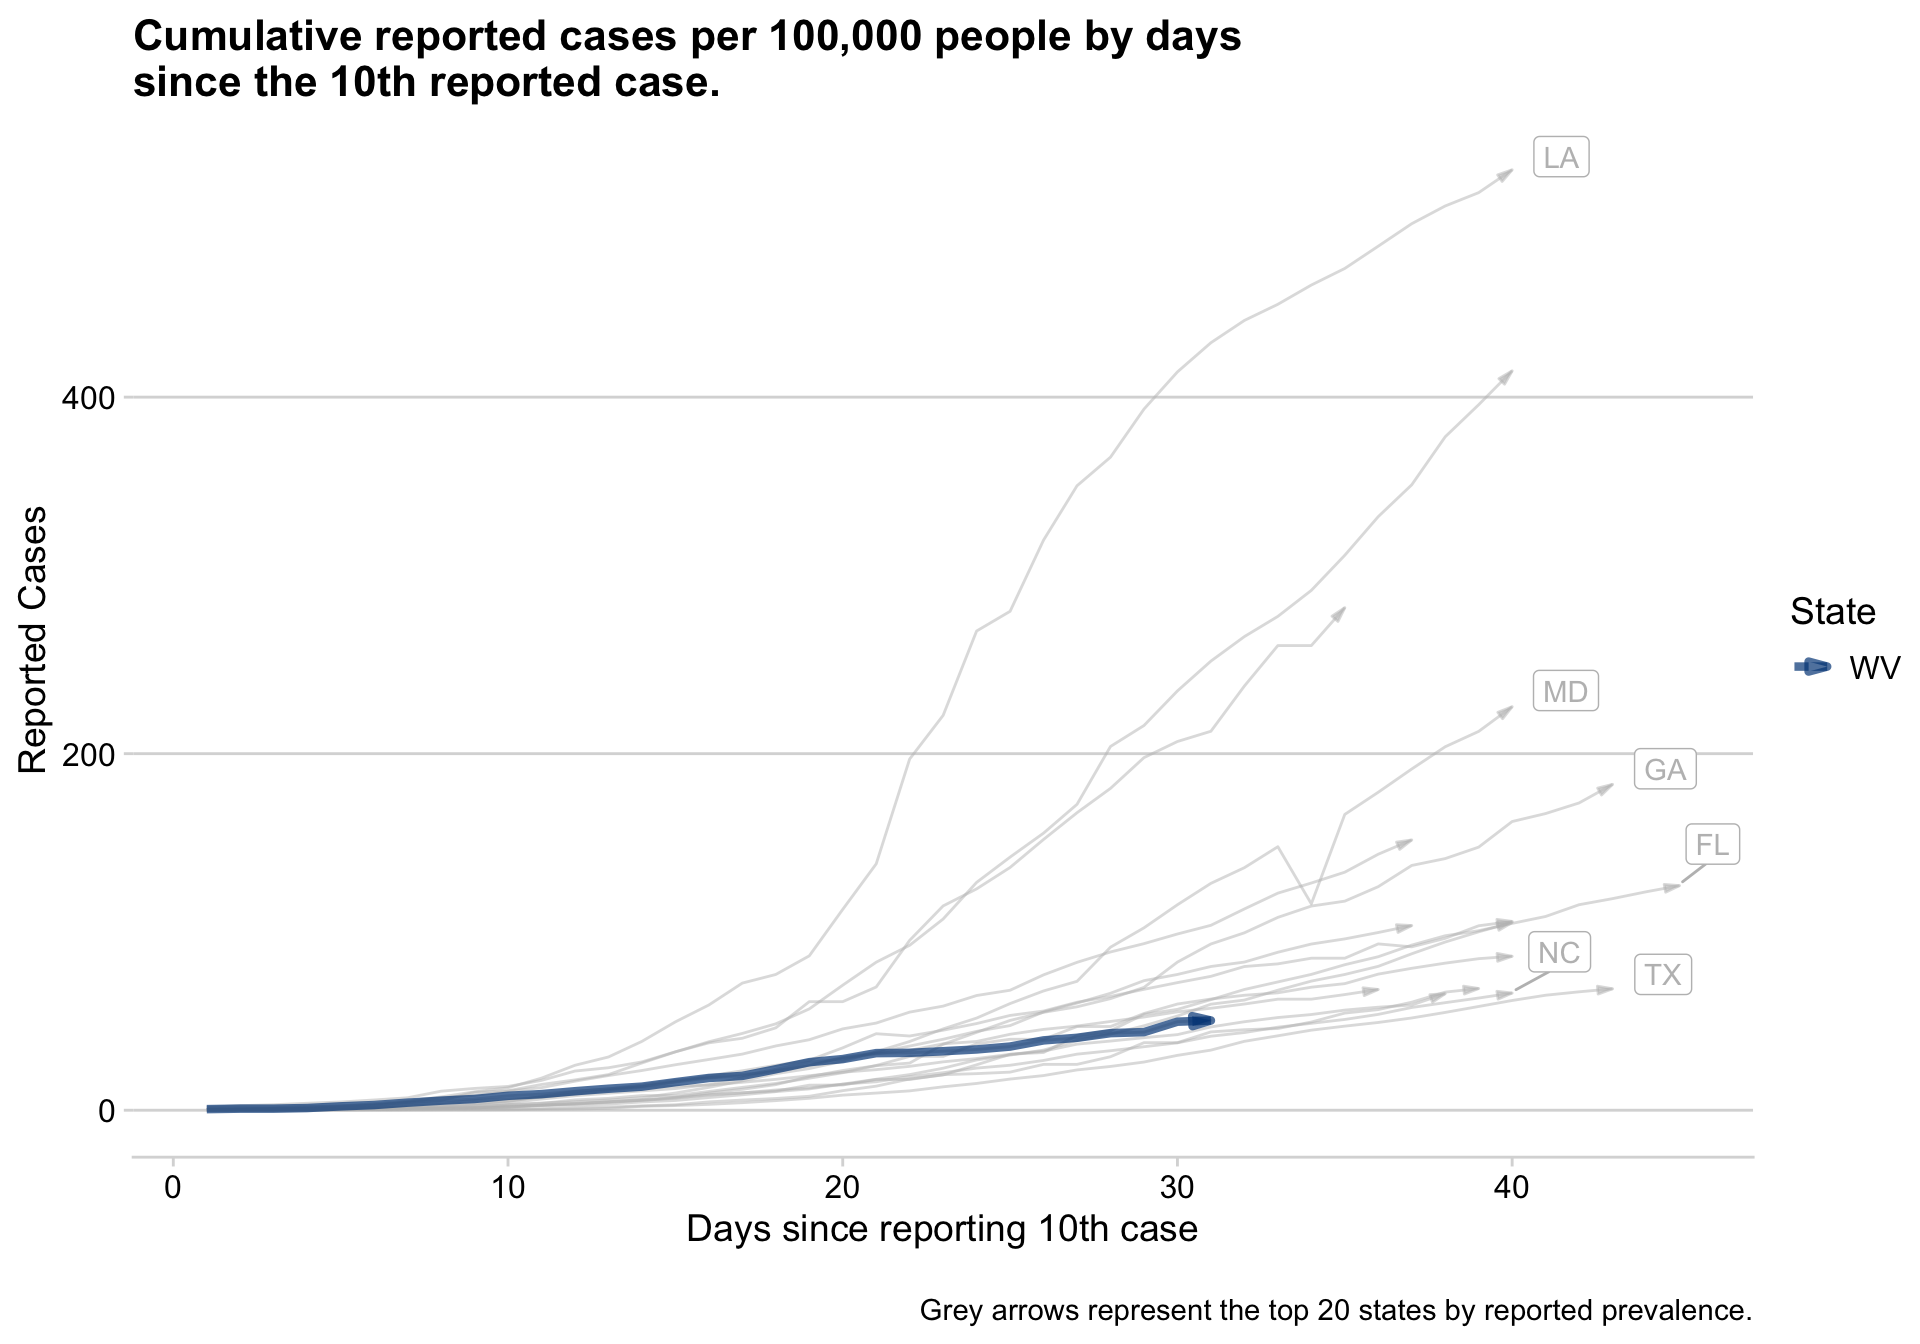 Cumulative reported cases per 100,000 people by days
since the 10th reported case.
LA
400
MD
200
GA
FL
NC
TX
0
Reported Cases
State
WV
0 10 20 30 40
Days since reporting 10th case
Grey arrows represent the top 20 states by reported prevalence.